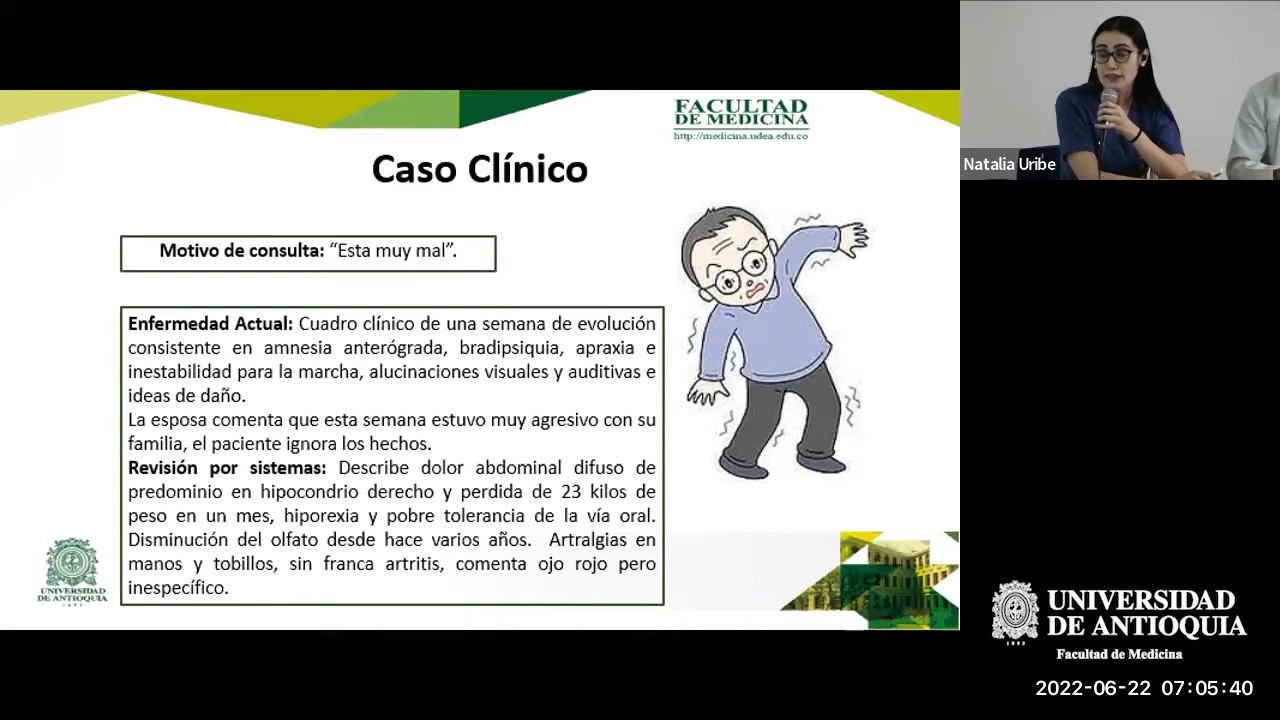 FACULTAD
DE MEDICINA
http://medicina.udea.edu.co
Caso Clínico
Motivo de consulta: “Esta muy mal”.
Enfermedad Actual: Cuadro clínico de una semana de evolución
consistente en amnesia anterógrada, bradipsiquia, apraxia e
inestabilidad para la marcha, alucinaciones visuales y auditivas e
ideas de daño.
La esposa comenta que esta semana estuvo muy agresivo con su
familia, el paciente ignora los hechos.
Revisión por sistemas: Describe dolor abdominal difuso de
predominio en hipocondrio derecho y perdida de 23 kilos de
peso en un mes, hiporexia y pobre tolerancia de la vía oral.
Disminución del olfato desde hace varios años. Artralgias en
manos y tobillos, sin franca artritis, comenta ojo rojo pero
inespecífico.
UNIVERSIDAD
DE ANTIOQUIA
1803
Natalia Uribe
1803
UNIVERSIDAD
DE ANTIOQUIA
Facultad de Medicina
2022-06-22 07:05:40